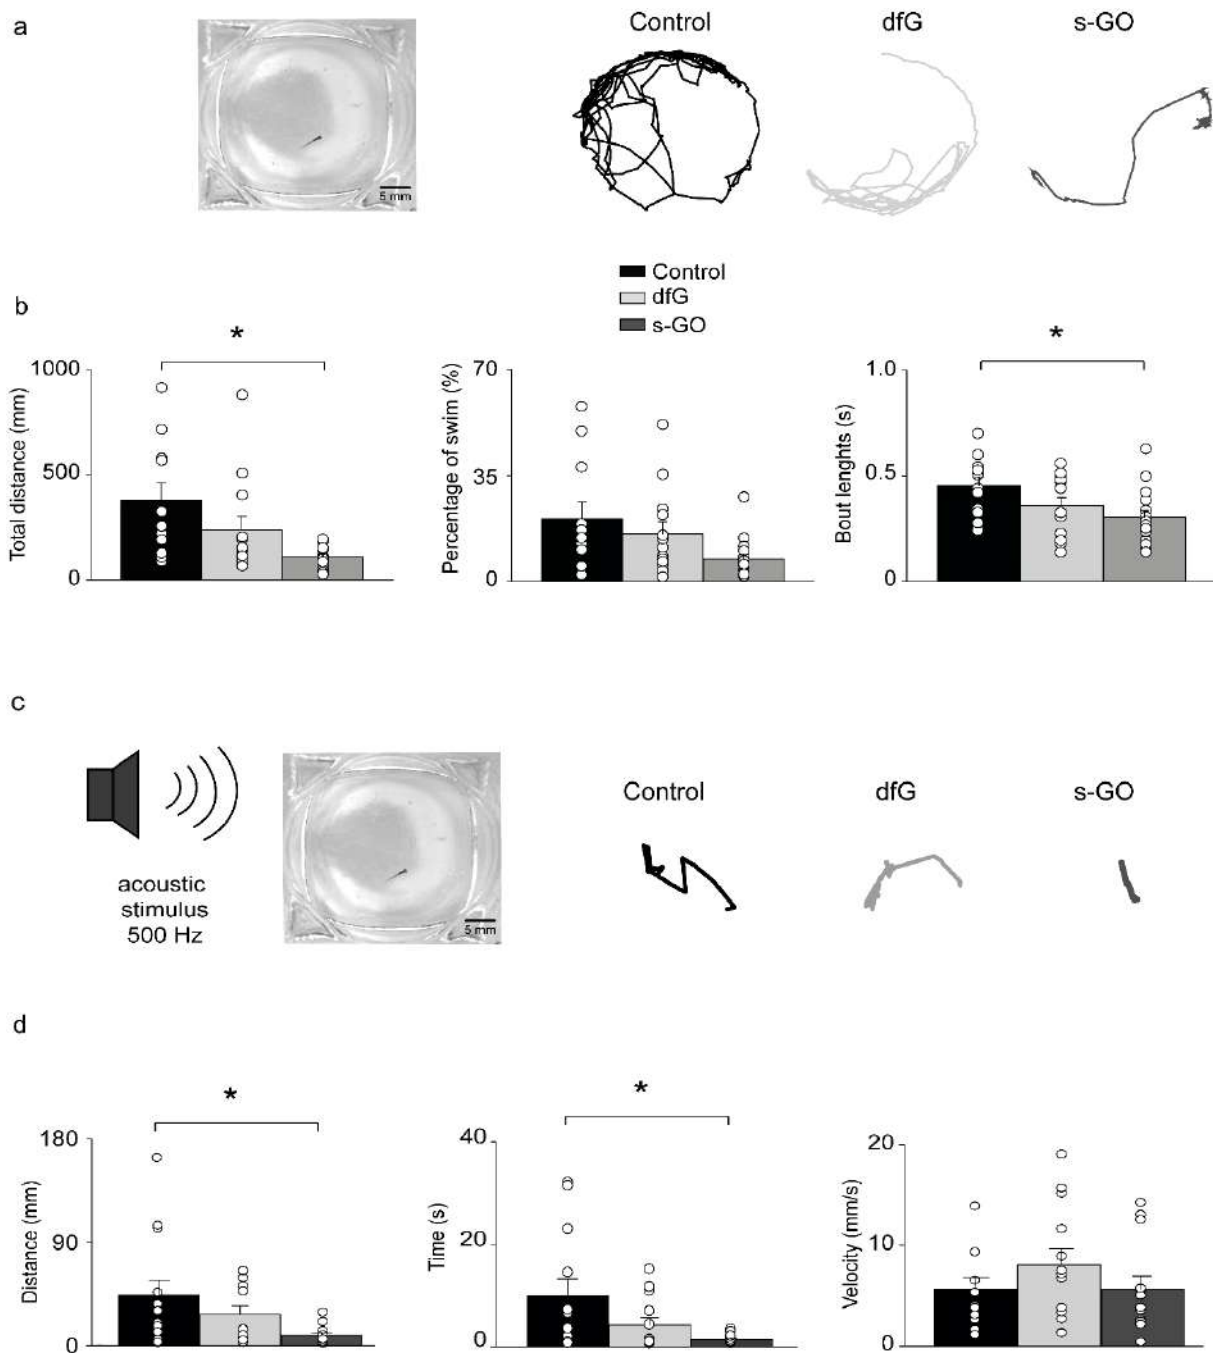 a
Control
dfG
s-GO
5 mm
Control
dfG
s-GO
b
*
*
1000
500
0
Total distance (mm)
70
35
0
Percentage of swim (%)
1.0
0.5
0
Bout lenghts (s)
c
acoustic
stimulus
500 Hz
5 mm
Control
dfG
s-GO
d
*
*
180
90
0
Distance (mm)
40
20
0
Time (s)
20
10
0
Velocity (mm/s)